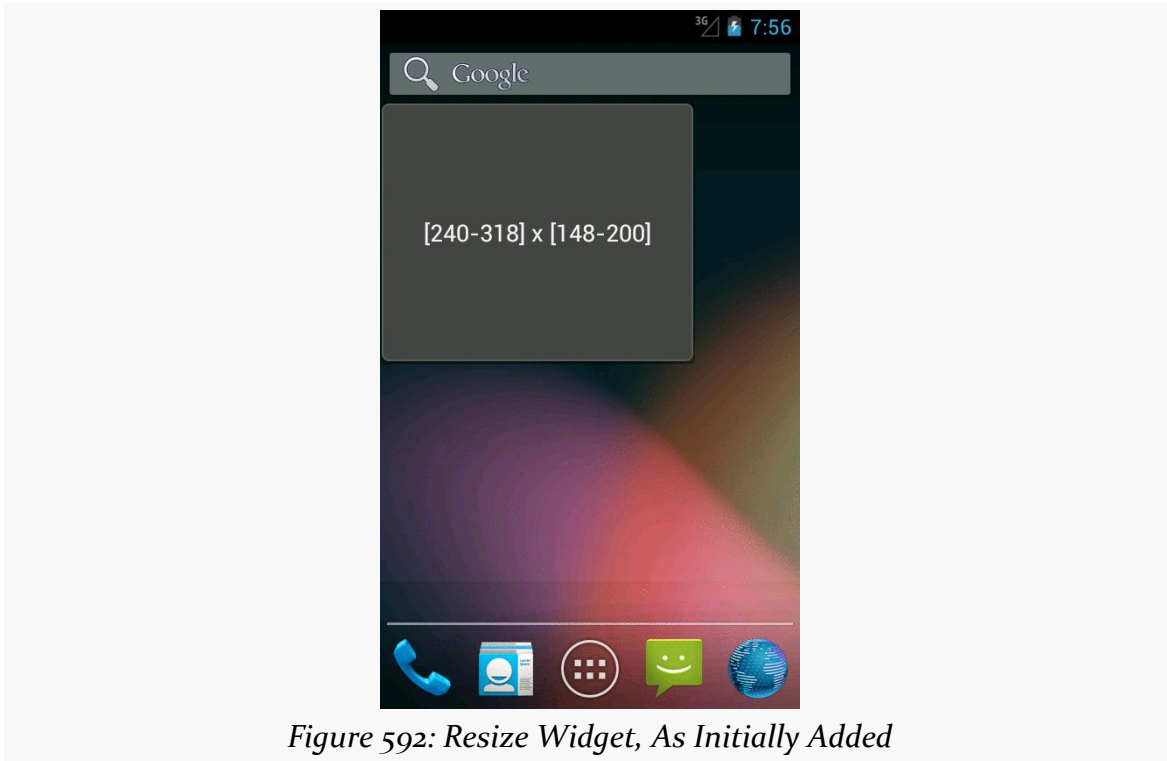 3G 7:56
Google
[240-318] x [148-200]
Figure 592: Resize Widget, As Initially Added